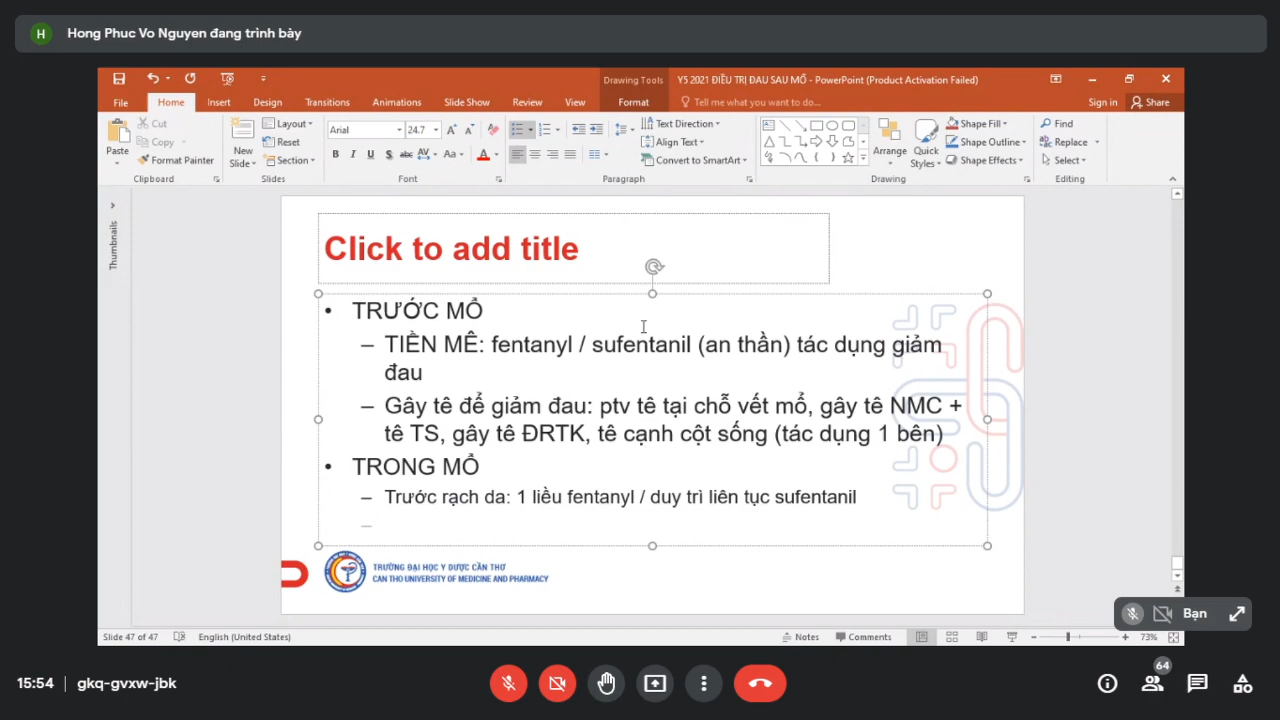 H Hong Phuc Vo Nguyen đang trình bày
Drawing Tools
Y5 2021 ĐIỀU TRỊ ĐAU SAU MỔ - PowerPoint (Product Activation Failed)
File Home Insert Design Transitions Animations Slide Show Review View Format Tell me what you want to do... Sign in Share
Paste Cut Copy Format Painter
Clipboard
New Slide Layout Reset Section
Slides
Arial 24.7
B I U S abc AV Aa A
Font
Text Direction
Align Text
Convert to SmartArt
Paragraph
Arrange Quick Styles Shape Fill Shape Outline Shape Effects
Drawing
Find
Replace
Select
Editing
Thumbnails
Click to add title
• TRƯỚC MỔ
– TIỀN MÊ: fentanyl / sufentanil (an thần) tác dụng giảm
đau
– Gây tê để giảm đau: ptv tê tại chỗ vết mổ, gây tê NMC +
tê TS, gây tê ĐRTK, tê cạnh cột sống (tác dụng 1 bên)
• TRONG MỔ
– Trước rạch da: 1 liều fentanyl / duy trì liên tục sufentanil
–
TRƯỜNG ĐẠI HỌC Y DƯỢC CẦN THƠ
CAN THO UNIVERSITY OF MEDICINE AND PHARMACY
Bạn
Slide 47 of 47 English (United States) Notes Comments 73%
15:54 | gkq-gvxw-jbk
64